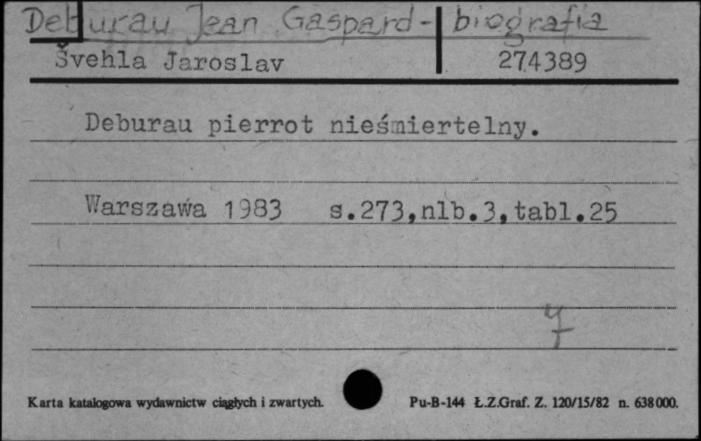 Deburau Jean Gaspard - biografia
Švehla Jaroslav 274389
Deburau pierrot nieśmiertelny.
Warszawa 1983 s.273,nlb.3,tabl.25
Karta katalogowa wydawnictw ciągłych i zwartych. Pu-B-144 Ł.Z.Graf. Z. 120/15/82 n. 638000.